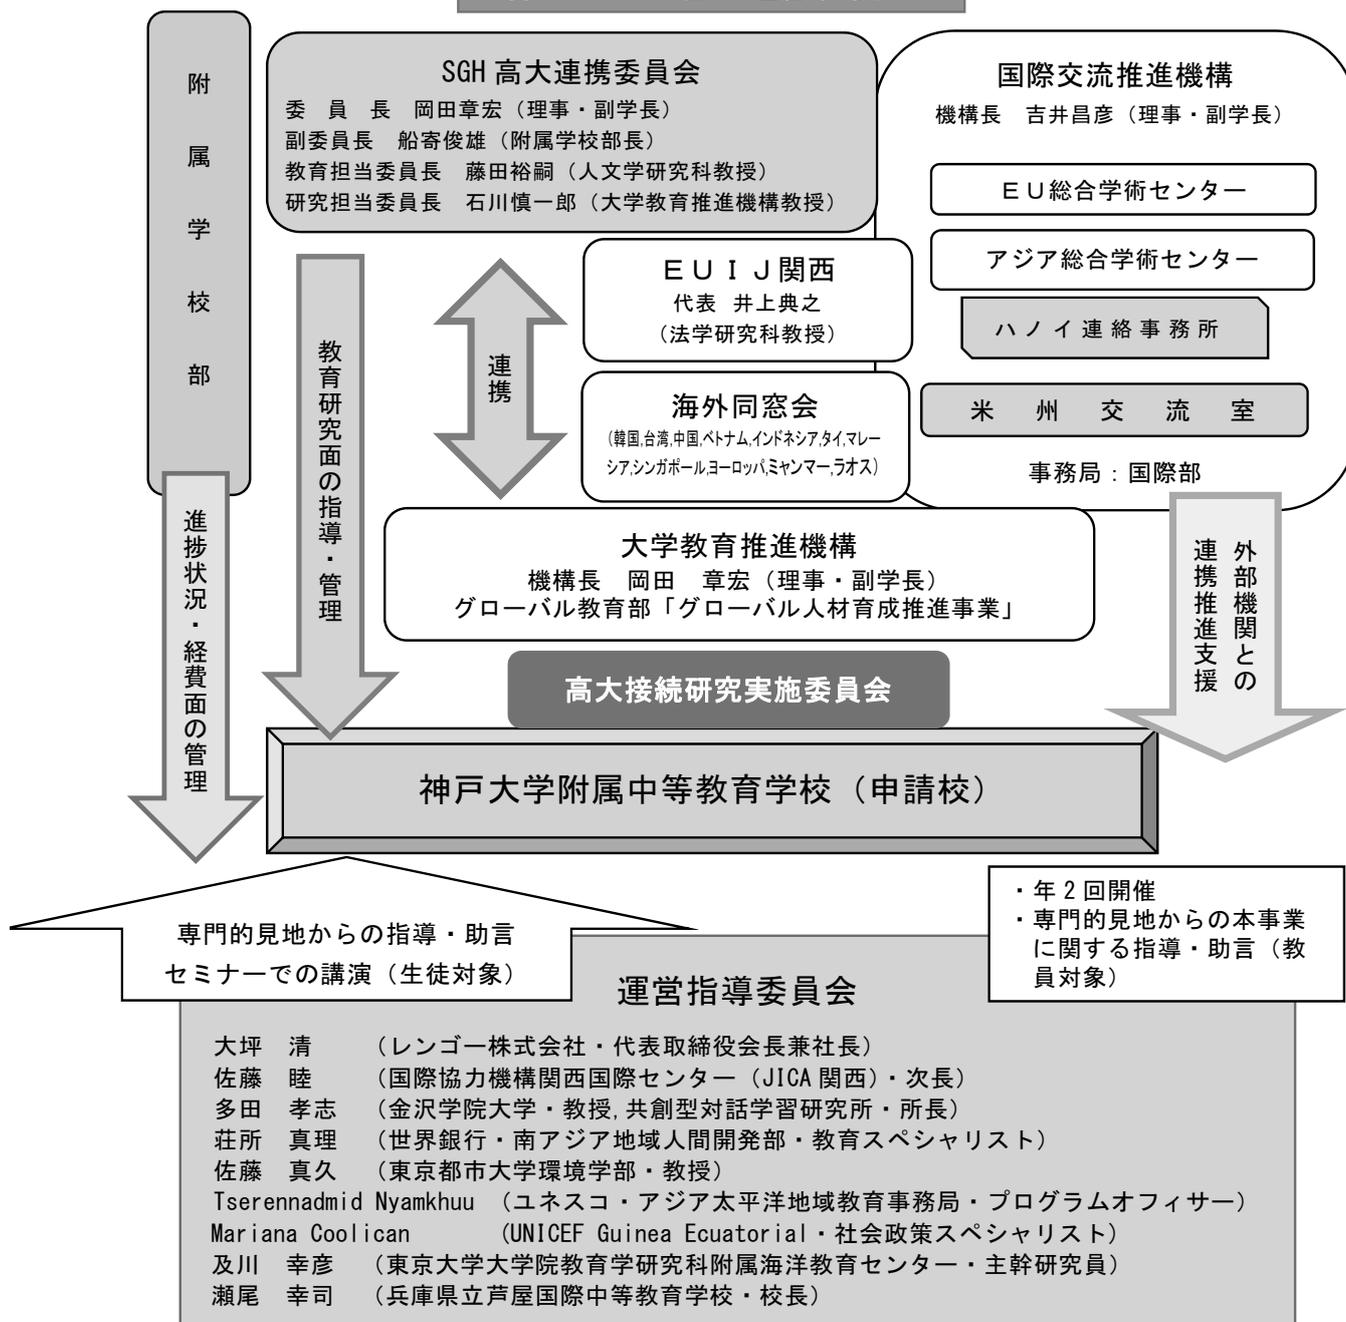 附属学校部
SGH 高大連携委員会
委　員　長　岡田章宏（理事・副学長）
副委員長　船寄俊雄（附属学校部長）
教育担当委員長　藤田裕嗣（人文学研究科教授）
研究担当委員長　石川慎一郎（大学教育推進機構教授）
国際交流推進機構
機構長　吉井昌彦（理事・副学長）
ＥＵ総合学術センター
アジア総合学術センター
ハノイ連絡事務所
米州交流室
事務局：国際部
ＥＵＩＪ関西
代表　井上典之
（法学研究科教授）
海外同窓会
（韓国,台湾,中国,ベトナム,インドネシア,タイ,マレー
シア,シンガポール,ヨーロッパ,ミャンマー,ラオス）
連携
教育研究面の指導・管理
進捗状況・経費面の管理
大学教育推進機構
機構長　岡田　章宏（理事・副学長）
グローバル教育部「グローバル人材育成推進事業」
外部機関との
連携推進支援
高大接続研究実施委員会
神戸大学附属中等教育学校（申請校）
専門的見地からの指導・助言
セミナーでの講演（生徒対象）
・年２回開催
・専門的見地からの本事業
に関する指導・助言（教
員対象）
運営指導委員会
大坪　清　（レンゴー株式会社・代表取締役会長兼社長）
佐藤　睦　（国際協力機構関西国際センター（JICA 関西）・次長）
多田　孝志　（金沢学院大学・教授,共創型対話学習研究所・所長）
荘所　真理　（世界銀行・南アジア地域人間開発部・教育スペシャリスト）
佐藤　真久　（東京都市大学環境学部・教授）
Tserennadmid Nyamkhuu （ユネスコ・アジア太平洋地域教育事務局・プログラムオフィサー）
Mariana Coolican （UNICEF Guinea Ecuatorial・社会政策スペシャリスト）
及川　幸彦　（東京大学大学院教育学研究科附属海洋教育センター・主幹研究員）
瀬尾　幸司　（兵庫県立芦屋国際中等教育学校・校長）